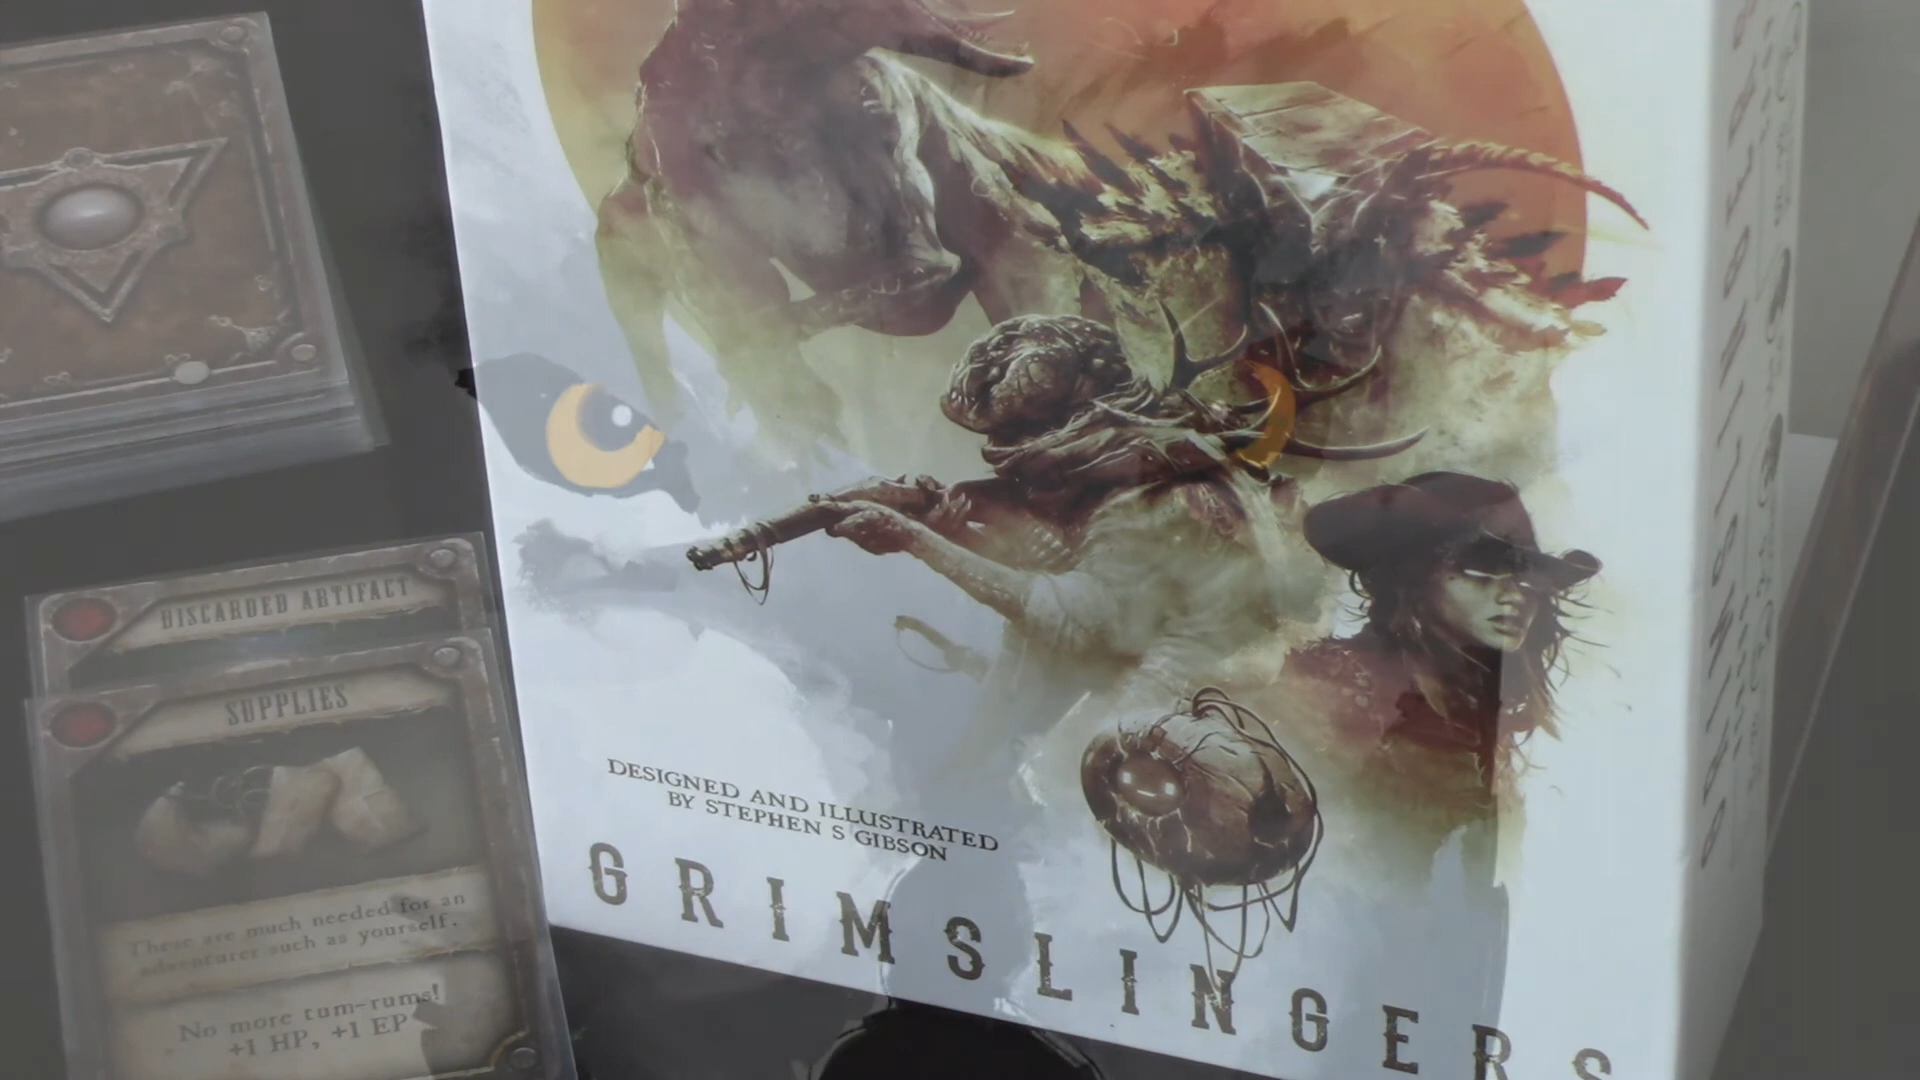 DISCARDED ARTIFACT
SUPPLIES
These are much needed for an
adventurer such as yourself.
No more tum-rums!
+1 HP, +1 EP
DESIGNED AND ILLUSTRATED
BY STEPHEN S GIBSON
GRIMSLINGERS